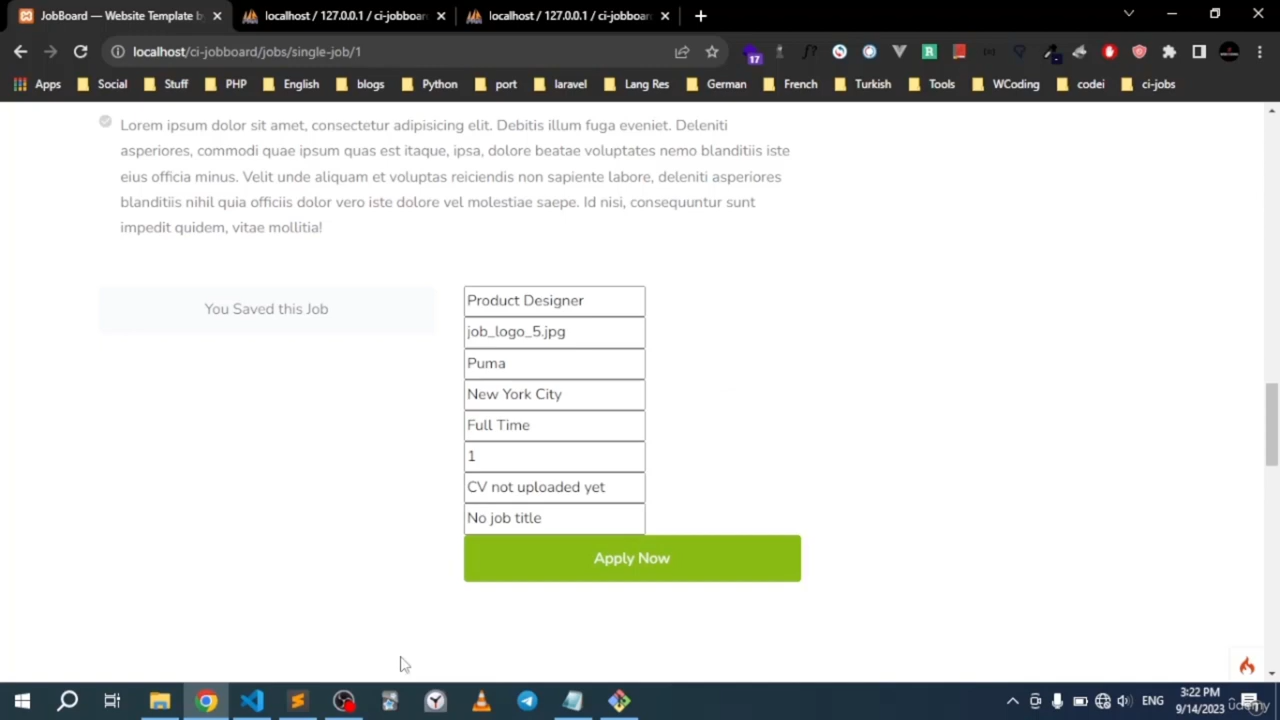 JobBoard — Website Template by
localhost / 127.0.0.1 / ci-jobboar
localhost / 127.0.0.1 / ci-jobboar
localhost/ci-jobboard/jobs/single-job/1
17
R
Apps
Social
Stuff
PHP
English
blogs
Python
port
laravel
Lang Res
German
French
Turkish
Tools
WCoding
codei
ci-jobs
Lorem ipsum dolor sit amet, consectetur adipisicing elit. Debitis illum fuga eveniet. Deleniti
asperiores, commodi quae ipsum quas est itaque, ipsa, dolore beatae voluptates nemo blanditiis iste
eius officia minus. Velit unde aliquam et voluptas reiciendis non sapiente labore, deleniti asperiores
blanditiis nihil quia officiis dolor vero iste dolore vel molestiae saepe. Id nisi, consequuntur sunt
impedit quidem, vitae mollitia!
You Saved this Job
Product Designer
job_logo_5.jpg
Puma
New York City
Full Time
1
CV not uploaded yet
No job title
Apply Now
ENG
3:22 PM
9/14/2023
udemy